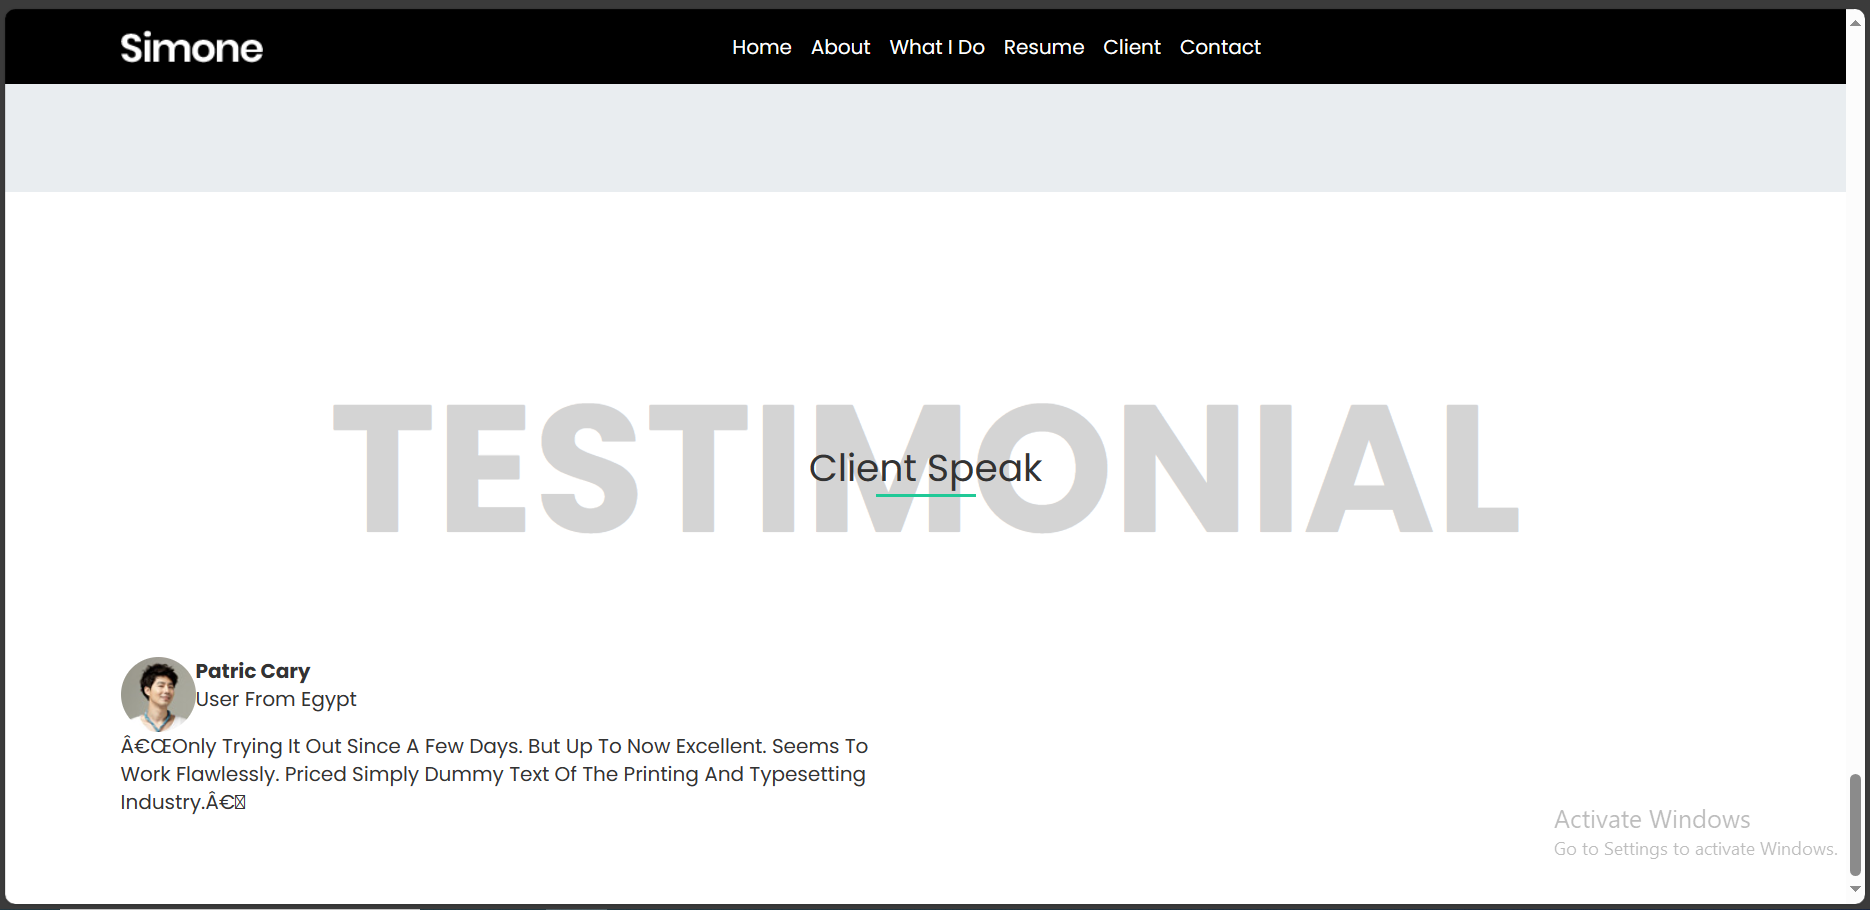 Simone
Home About What I Do Resume Client Contact
TESTIMONIAL
Client Speak
Patric Cary
User From Egypt
Â€ŒOnly Trying It Out Since A Few Days. But Up To Now Excellent. Seems To
Work Flawlessly. Priced Simply Dummy Text Of The Printing And Typesetting
Industry.Â€
Activate Windows
Go to Settings to activate Windows.